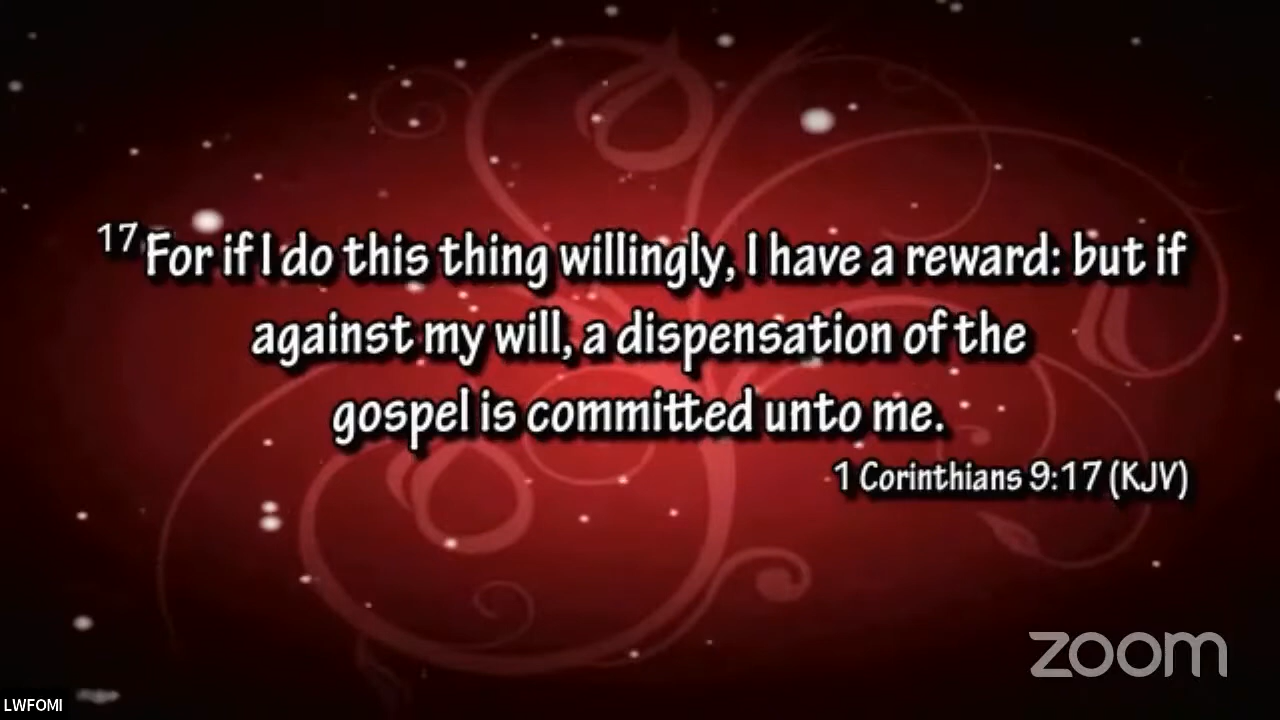 17 For if I do this thing willingly, I have a reward: but if
against my will, a dispensation of the
gospel is committed unto me.
1 Corinthians 9:17 (KJV)
zoom
LWFOMI